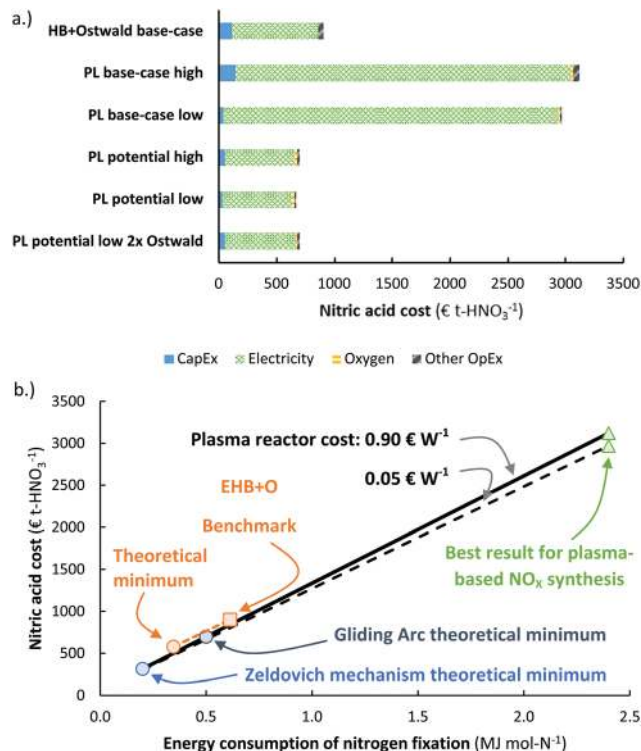 a.)
HB+Ostwald base-case
PL base-case high
PL base-case low
PL potential high
PL potential low
PL potential low 2x Ostwald
0 500 1000 1500 2000 2500 3000 3500
Nitric acid cost (€ t-HNO₃⁻¹)
CapEx Electricity Oxygen Other OpEx
b.)
3500
3000
2500
2000
1500
1000
500
0
Nitric acid cost (€ t-HNO₃⁻¹)
Plasma reactor cost: 0.90 € W⁻¹
0.05 € W⁻¹
EHB+O
Benchmark
Theoretical
minimum
Best result for plasma-
based NOₓ synthesis
Gliding Arc theoretical minimum
Zeldovich mechanism theoretical minimum
0.0 0.5 1.0 1.5 2.0 2.5
Energy consumption of nitrogen fixation (MJ mol-N⁻¹)